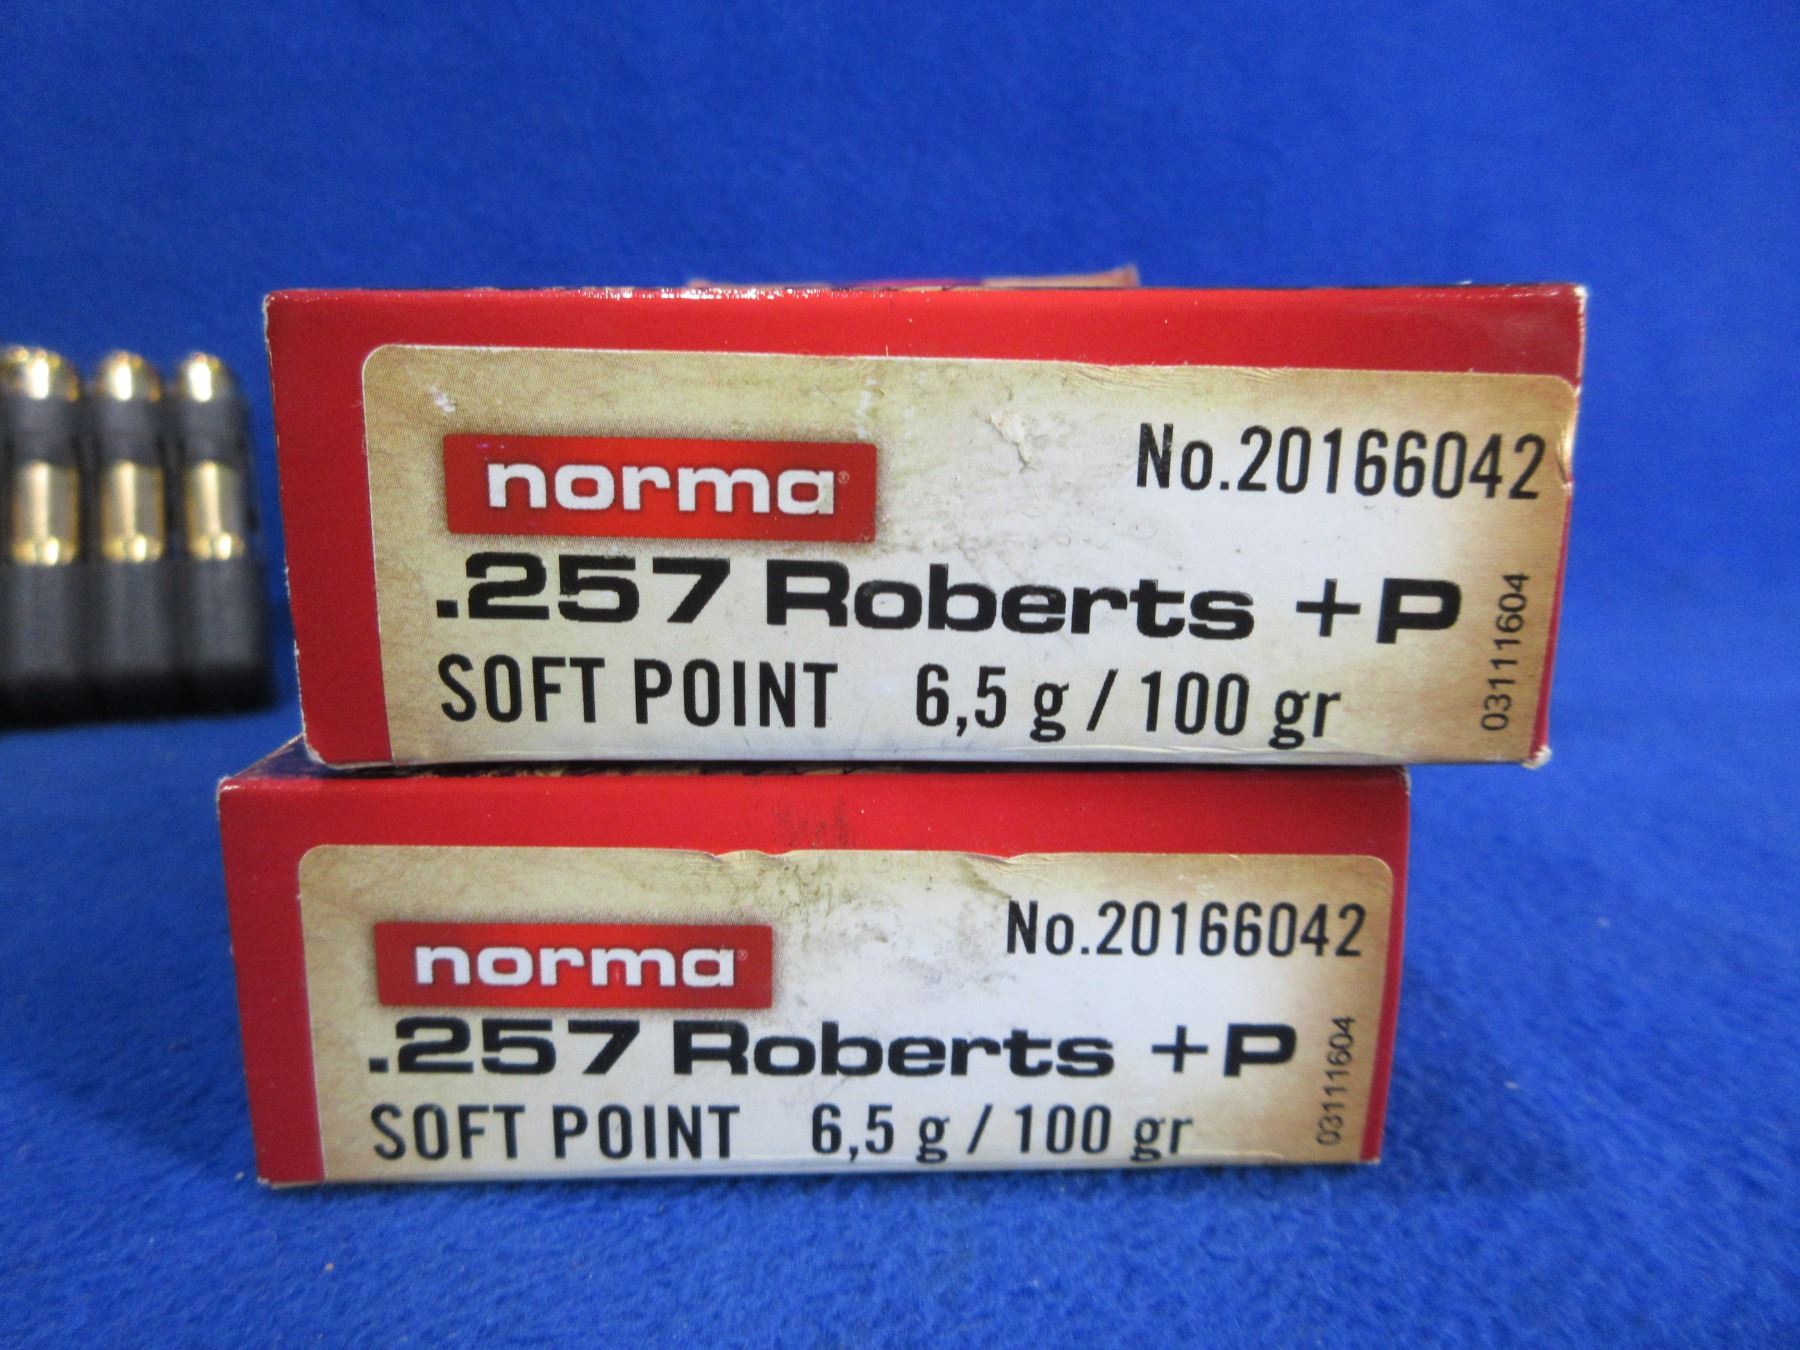 norma®
No.20166042
.257 Roberts +P
SOFT POINT 6,5 g / 100 gr
03111604
norma®
No.20166042
.257 Roberts +P
SOFT POINT 6,5 g / 100 gr
03111604